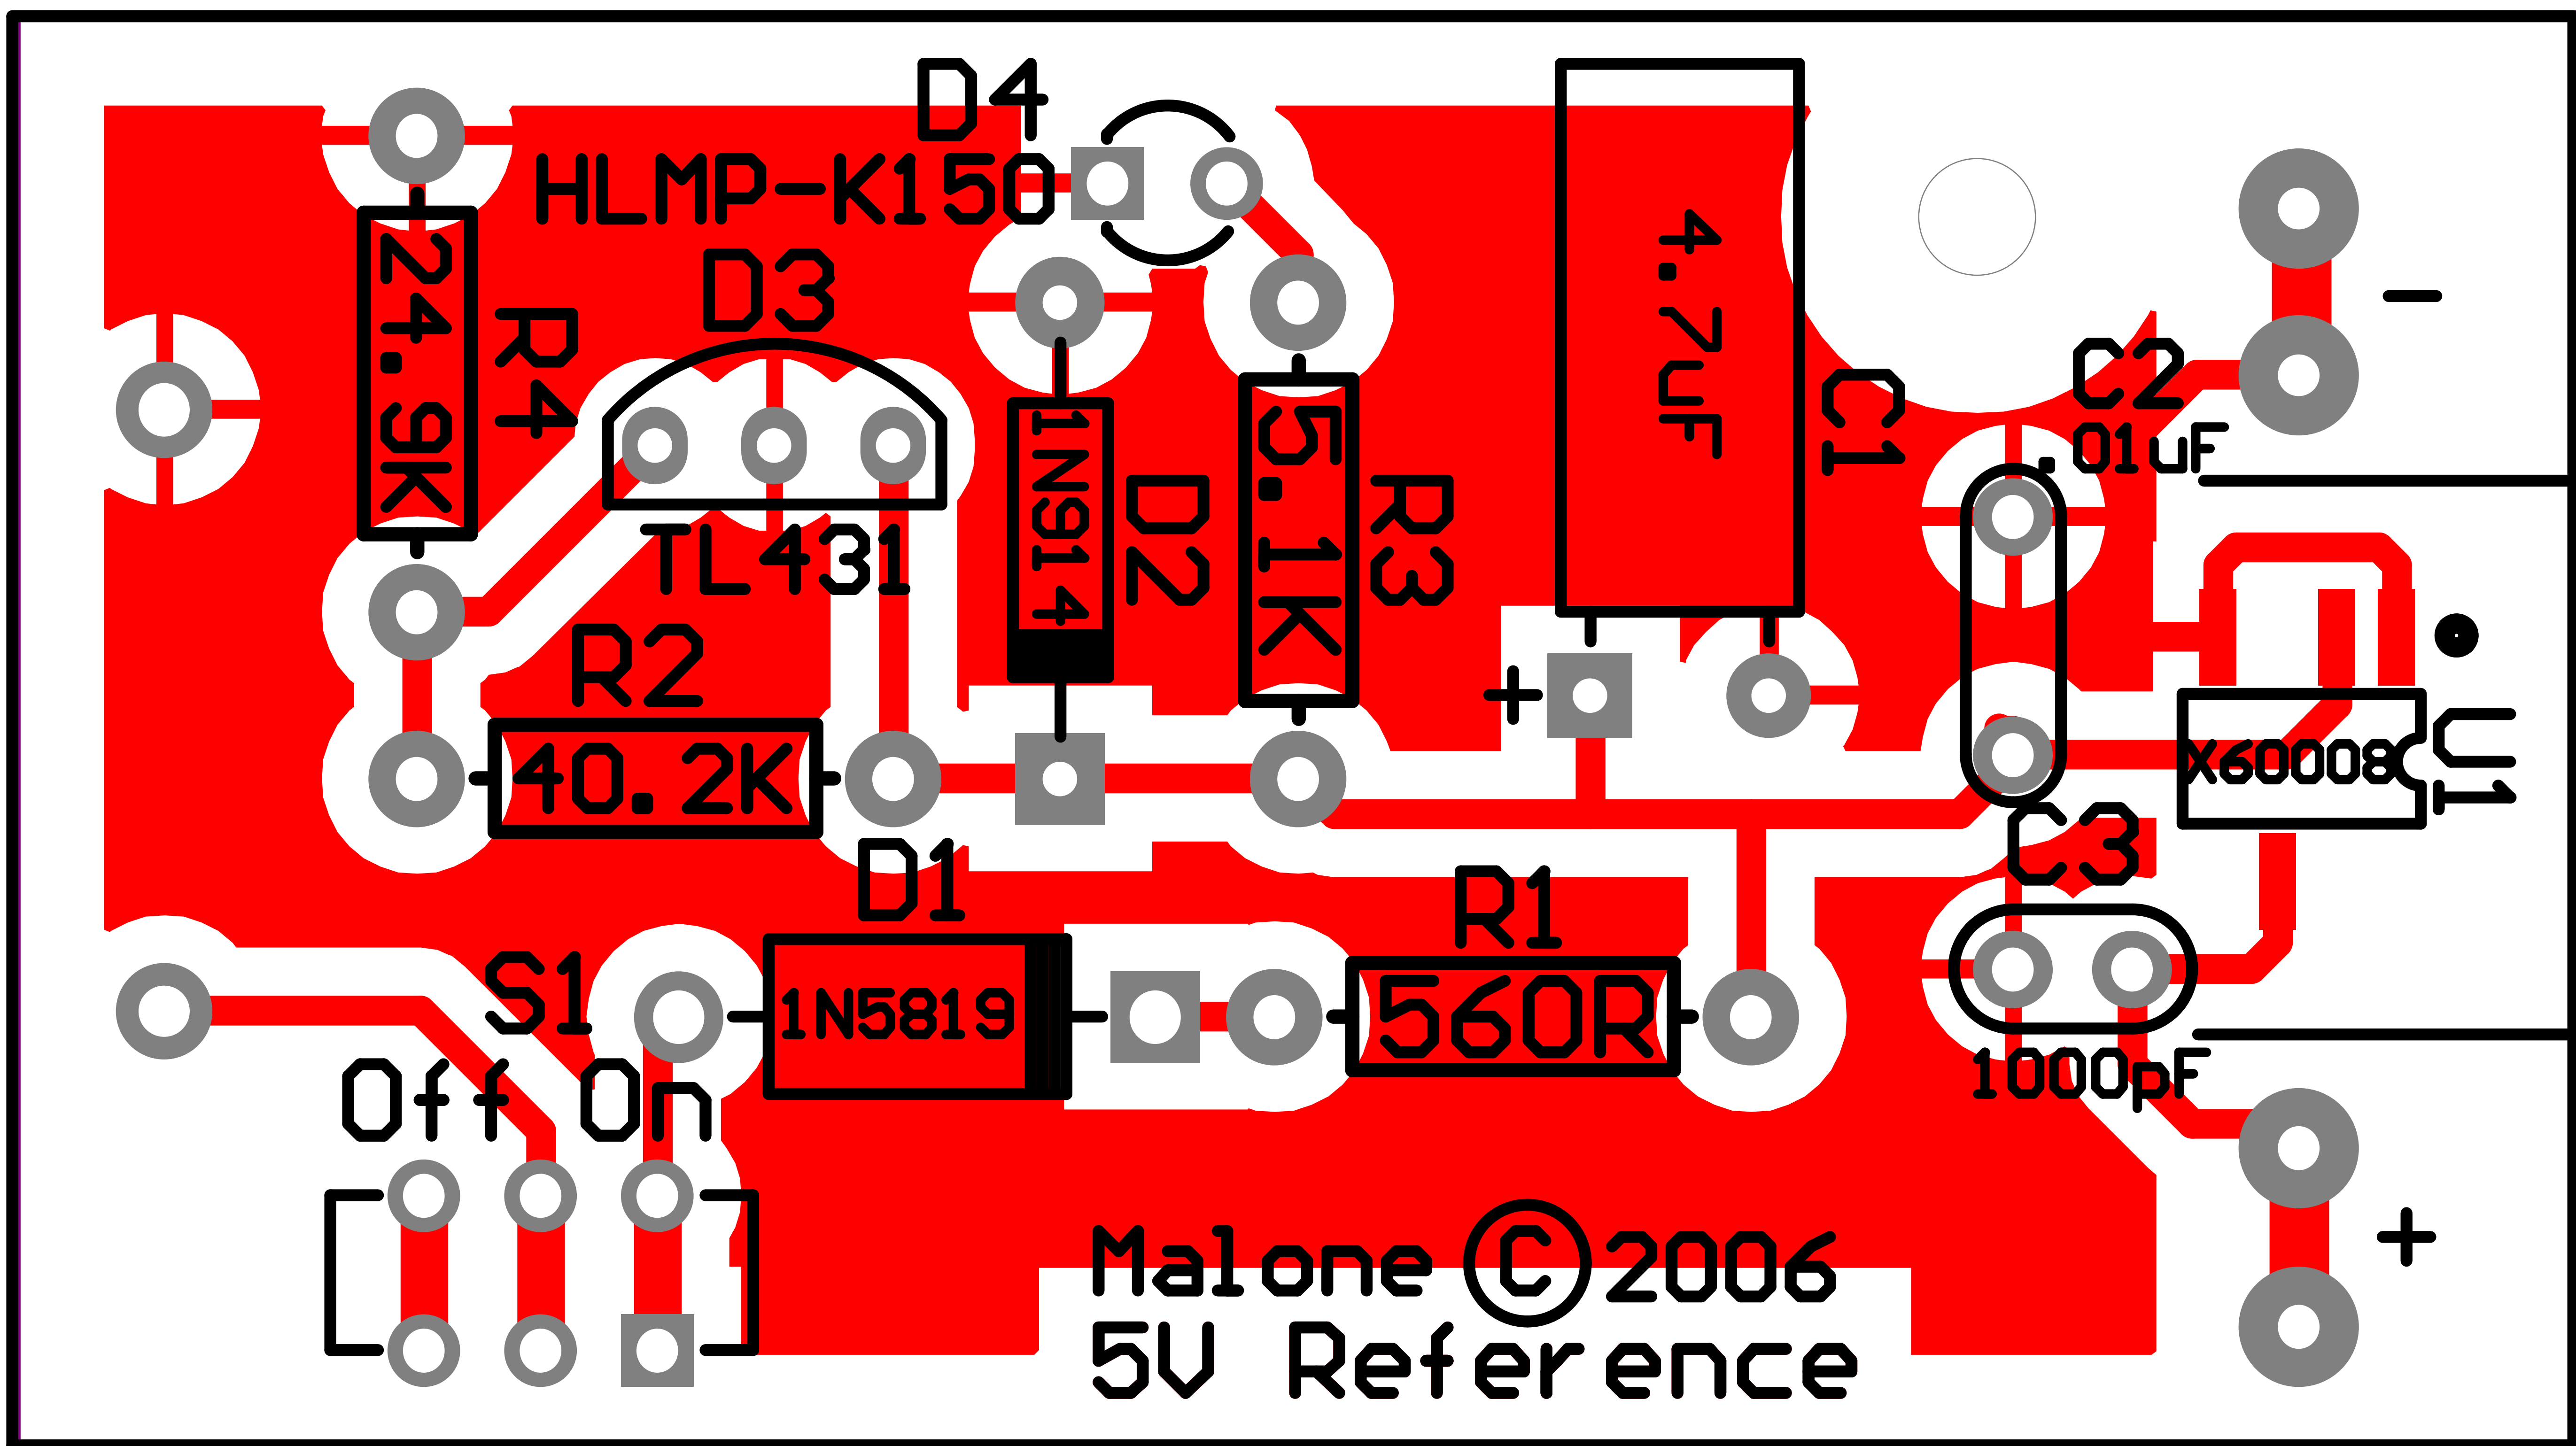 D4
HLMP-K150
D3
24.9K
R4
TL431
1N914
D2
5.1K
R3
4.7uF
C1
C2
.01uF
-
R2
40.2K
+
X60008
U1
C3
D1
1N5819
R1
560R
S1
Off On
1000pF
+
Malone © 2006
5V Reference